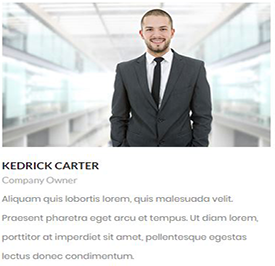 KEDRICK CARTER
Company Owner
Aliquam quis lobortis lorem, quis malesuada velit.
Praesent pharetra eget arcu et tempus. Ut diam lorem,
porttitor at imperdiet sit amet, pellentesque egestas
lectus donec condimentum.